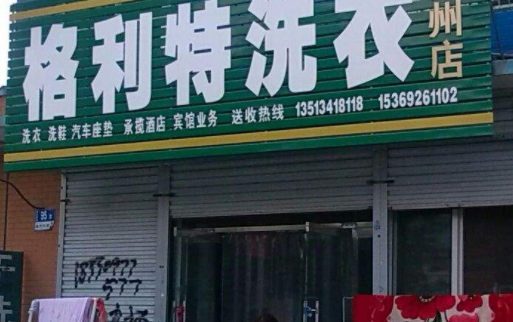 格利特洗衣
州店
洗衣 洗鞋 汽车座垫 承揽酒店 宾馆业务 送收热线 13513418118 15369261102
95